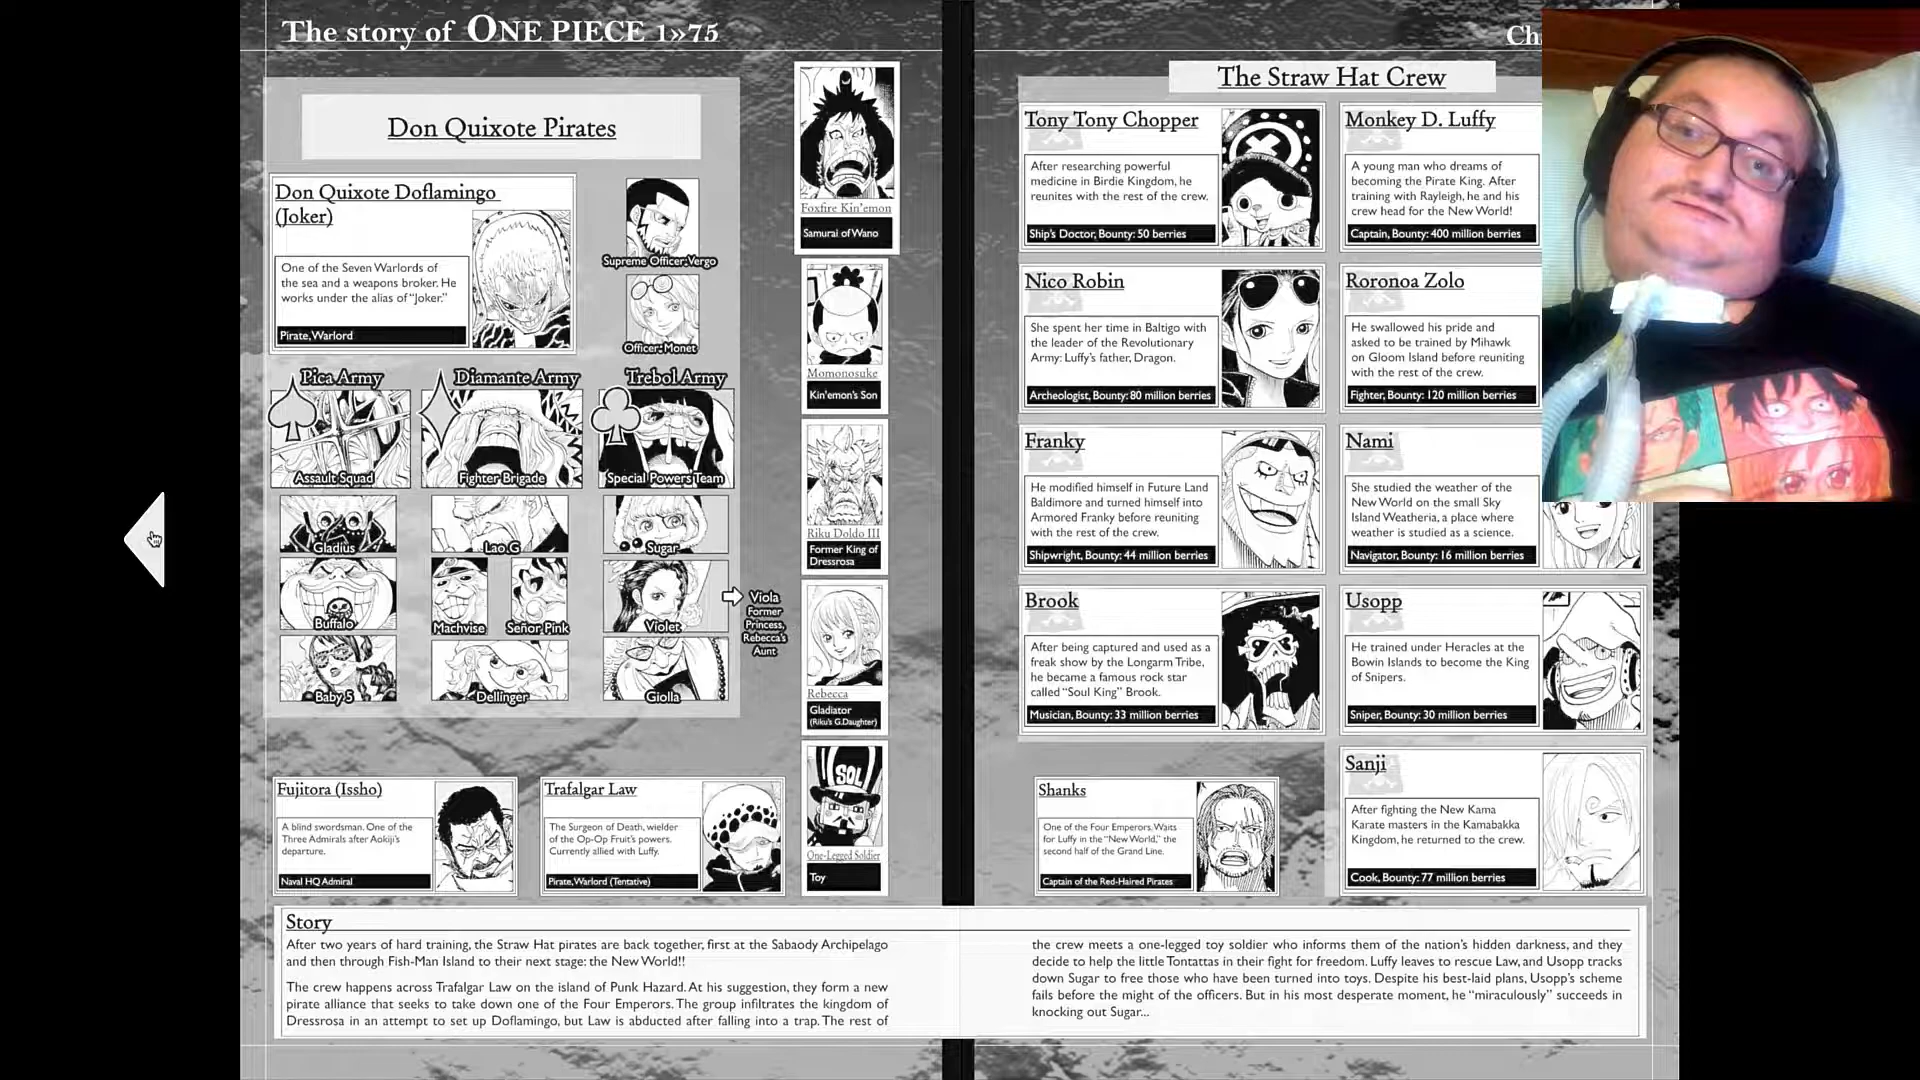 The story of ONE PIECE 1»75
Don Quixote Pirates
Don Quixote Doflamingo
(Joker)
One of the Seven Warlords of
the sea and a weapons broker. He
works under the alias of “Joker.”
Pirate, Warlord
Supreme Officer: Vergo
Officer: Monet
Pica Army
Assault Squad
Diamante Army
Fighter Brigade
Trebol Army
Special Powers Team
Gladius
Lao G
Sugar
Buffalo
Machvise
Señor Pink
Violet
Viola
Former
Princess,
Rebecca's
Aunt
Baby 5
Dellinger
Giolla
Foxfire Kin'emon
Samurai of Wano
Momonosuke
Kin'emon's Son
Riku Doldo III
Former King of
Dressrosa
Rebecca
Gladiator
(Riku's G.Daughter)
SOL
One-Legged Soldier
Toy
Fujitora (Issho)
A blind swordsman. One of the
Three Admirals after Aokiji's
departure.
Naval HQ Admiral
Trafalgar Law
The Surgeon of Death, wielder
of the Op-Op Fruit's powers.
Currently allied with Luffy.
Pirate, Warlord (Tentative)
Ch
The Straw Hat Crew
Tony Tony Chopper
After researching powerful
medicine in Birdie Kingdom, he
reunites with the rest of the crew.
Ship's Doctor, Bounty: 50 berries
Monkey D. Luffy
A young man who dreams of
becoming the Pirate King. After
training with Rayleigh, he and his
crew head for the New World!
Captain, Bounty: 400 million berries
Nico Robin
She spent her time in Baltigo with
the leader of the Revolutionary
Army: Luffy's father, Dragon.
Archeologist, Bounty: 80 million berries
Roronoa Zolo
He swallowed his pride and
asked to be trained by Mihawk
on Gloom Island before reuniting
with the rest of the crew.
Fighter, Bounty: 120 million berries
Franky
He modified himself in Future Land
Baldimore and turned himself into
Armored Franky before reuniting
with the rest of the crew.
Shipwright, Bounty: 44 million berries
Nami
She studied the weather of the
New World on the small Sky
Island Weatheria, a place where
weather is studied as a science.
Navigator, Bounty: 16 million berries
Brook
After being captured and used as a
freak show by the Longarm Tribe,
he became a famous rock star
called “Soul King” Brook.
Musician, Bounty: 33 million berries
Usopp
He trained under Heracles at the
Bowin Islands to become the King
of Snipers.
Sniper, Bounty: 30 million berries
Shanks
One of the Four Emperors. Waits
for Luffy in the “New World,” the
second half of the Grand Line.
Captain of the Red-Haired Pirates
Sanji
After fighting the New Kama
Karate masters in the Kamabakka
Kingdom, he returned to the crew.
Cook, Bounty: 77 million berries
Story
After two years of hard training, the Straw Hat pirates are back together, first at the Sabaody Archipelago
and then through Fish-Man Island to their next stage: the New World!!
The crew happens across Trafalgar Law on the island of Punk Hazard. At his suggestion, they form a new
pirate alliance that seeks to take down one of the Four Emperors. The group infiltrates the kingdom of
Dressrosa in an attempt to set up Doflamingo, but Law is abducted after falling into a trap. The rest of
the crew meets a one-legged toy soldier who informs them of the nation's hidden darkness, and they
decide to help the little Tontattas in their fight for freedom. Luffy leaves to rescue Law, and Usopp tracks
down Sugar to free those who have been turned into toys. Despite his best-laid plans, Usopp's scheme
fails before the might of the officers. But in his most desperate moment, he “miraculously” succeeds in
knocking out Sugar...